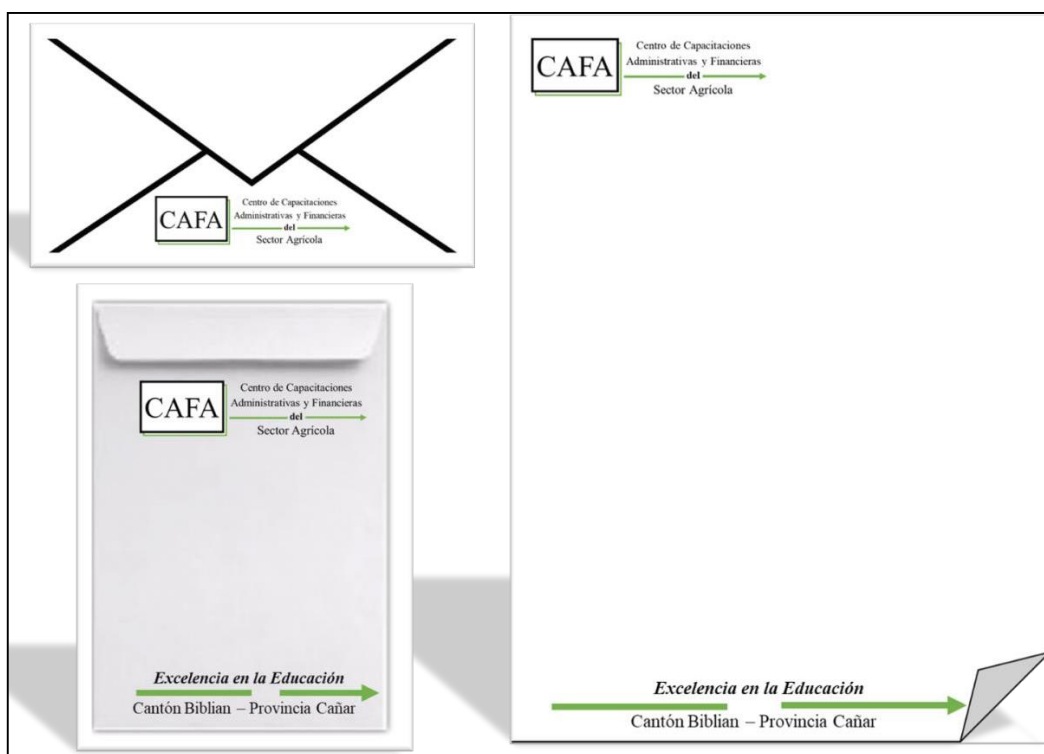 CAFA
Centro de Capacitaciones
Administrativas y Financieras
del
Sector Agrícola
CAFA
Centro de Capacitaciones
Administrativas y Financieras
del
Sector Agrícola
Excelencia en la Educación
Cantón Biblian – Provincia Cañar
CAFA
Centro de Capacitaciones
Administrativas y Financieras
del
Sector Agrícola
Excelencia en la Educación
Cantón Biblian – Provincia Cañar